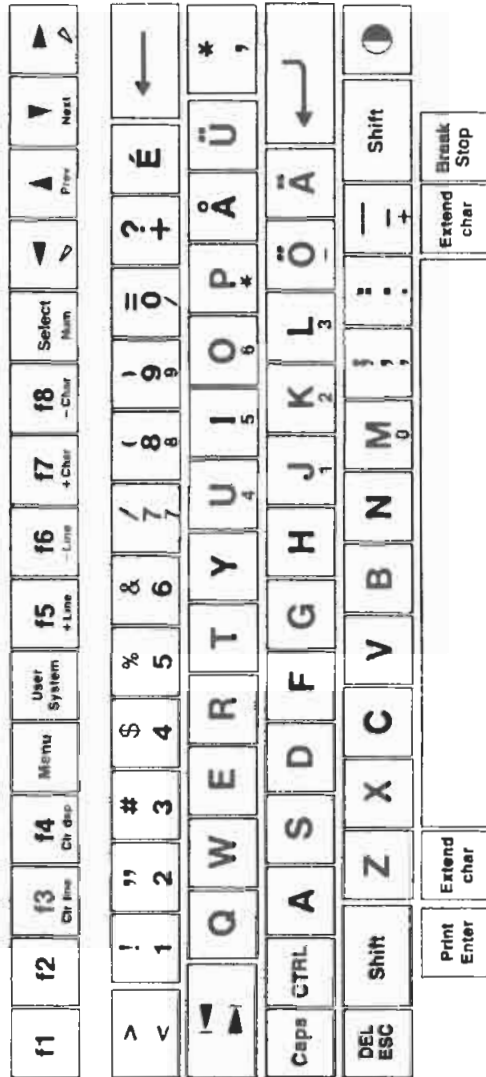 f1 f2 f3 f4 Menu User f5 f6 f7 f8 Select ◀ ▲ ▼ ▶
Clr line Clr dsp System + Line – Line + Char – Char Num Prev Next
> ! " # $ % & / ( ) = ? É ←
< 1 2 3 4 5 6 7 8 9 0 +
7 8 9 /
Q W E R T Y U I O P Å Ü *
4 5 6 * '
Caps CTRL A S D F G H J K L Ö Ä
1 2 3 –
DEL Shift Z X C V B N M ; : — Shift
ESC 0 , . – +
Print Extend Extend Break
Enter char char Stop